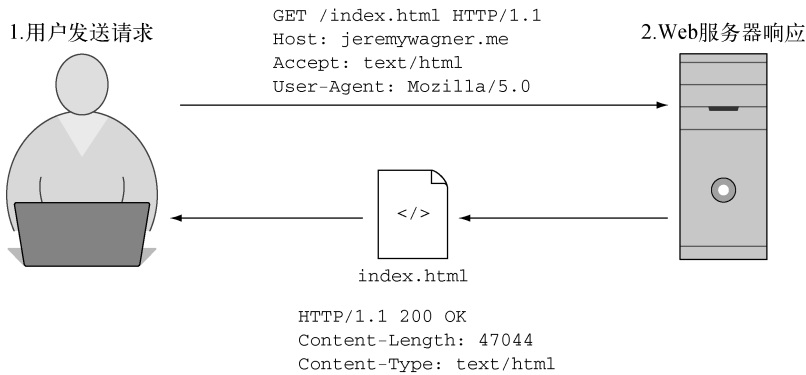 1.用户发送请求
GET /index.html HTTP/1.1
Host: jeremywagner.me
Accept: text/html
User-Agent: Mozilla/5.0
2.Web服务器响应
</>
index.html
HTTP/1.1 200 OK
Content-Length: 47044
Content-Type: text/html